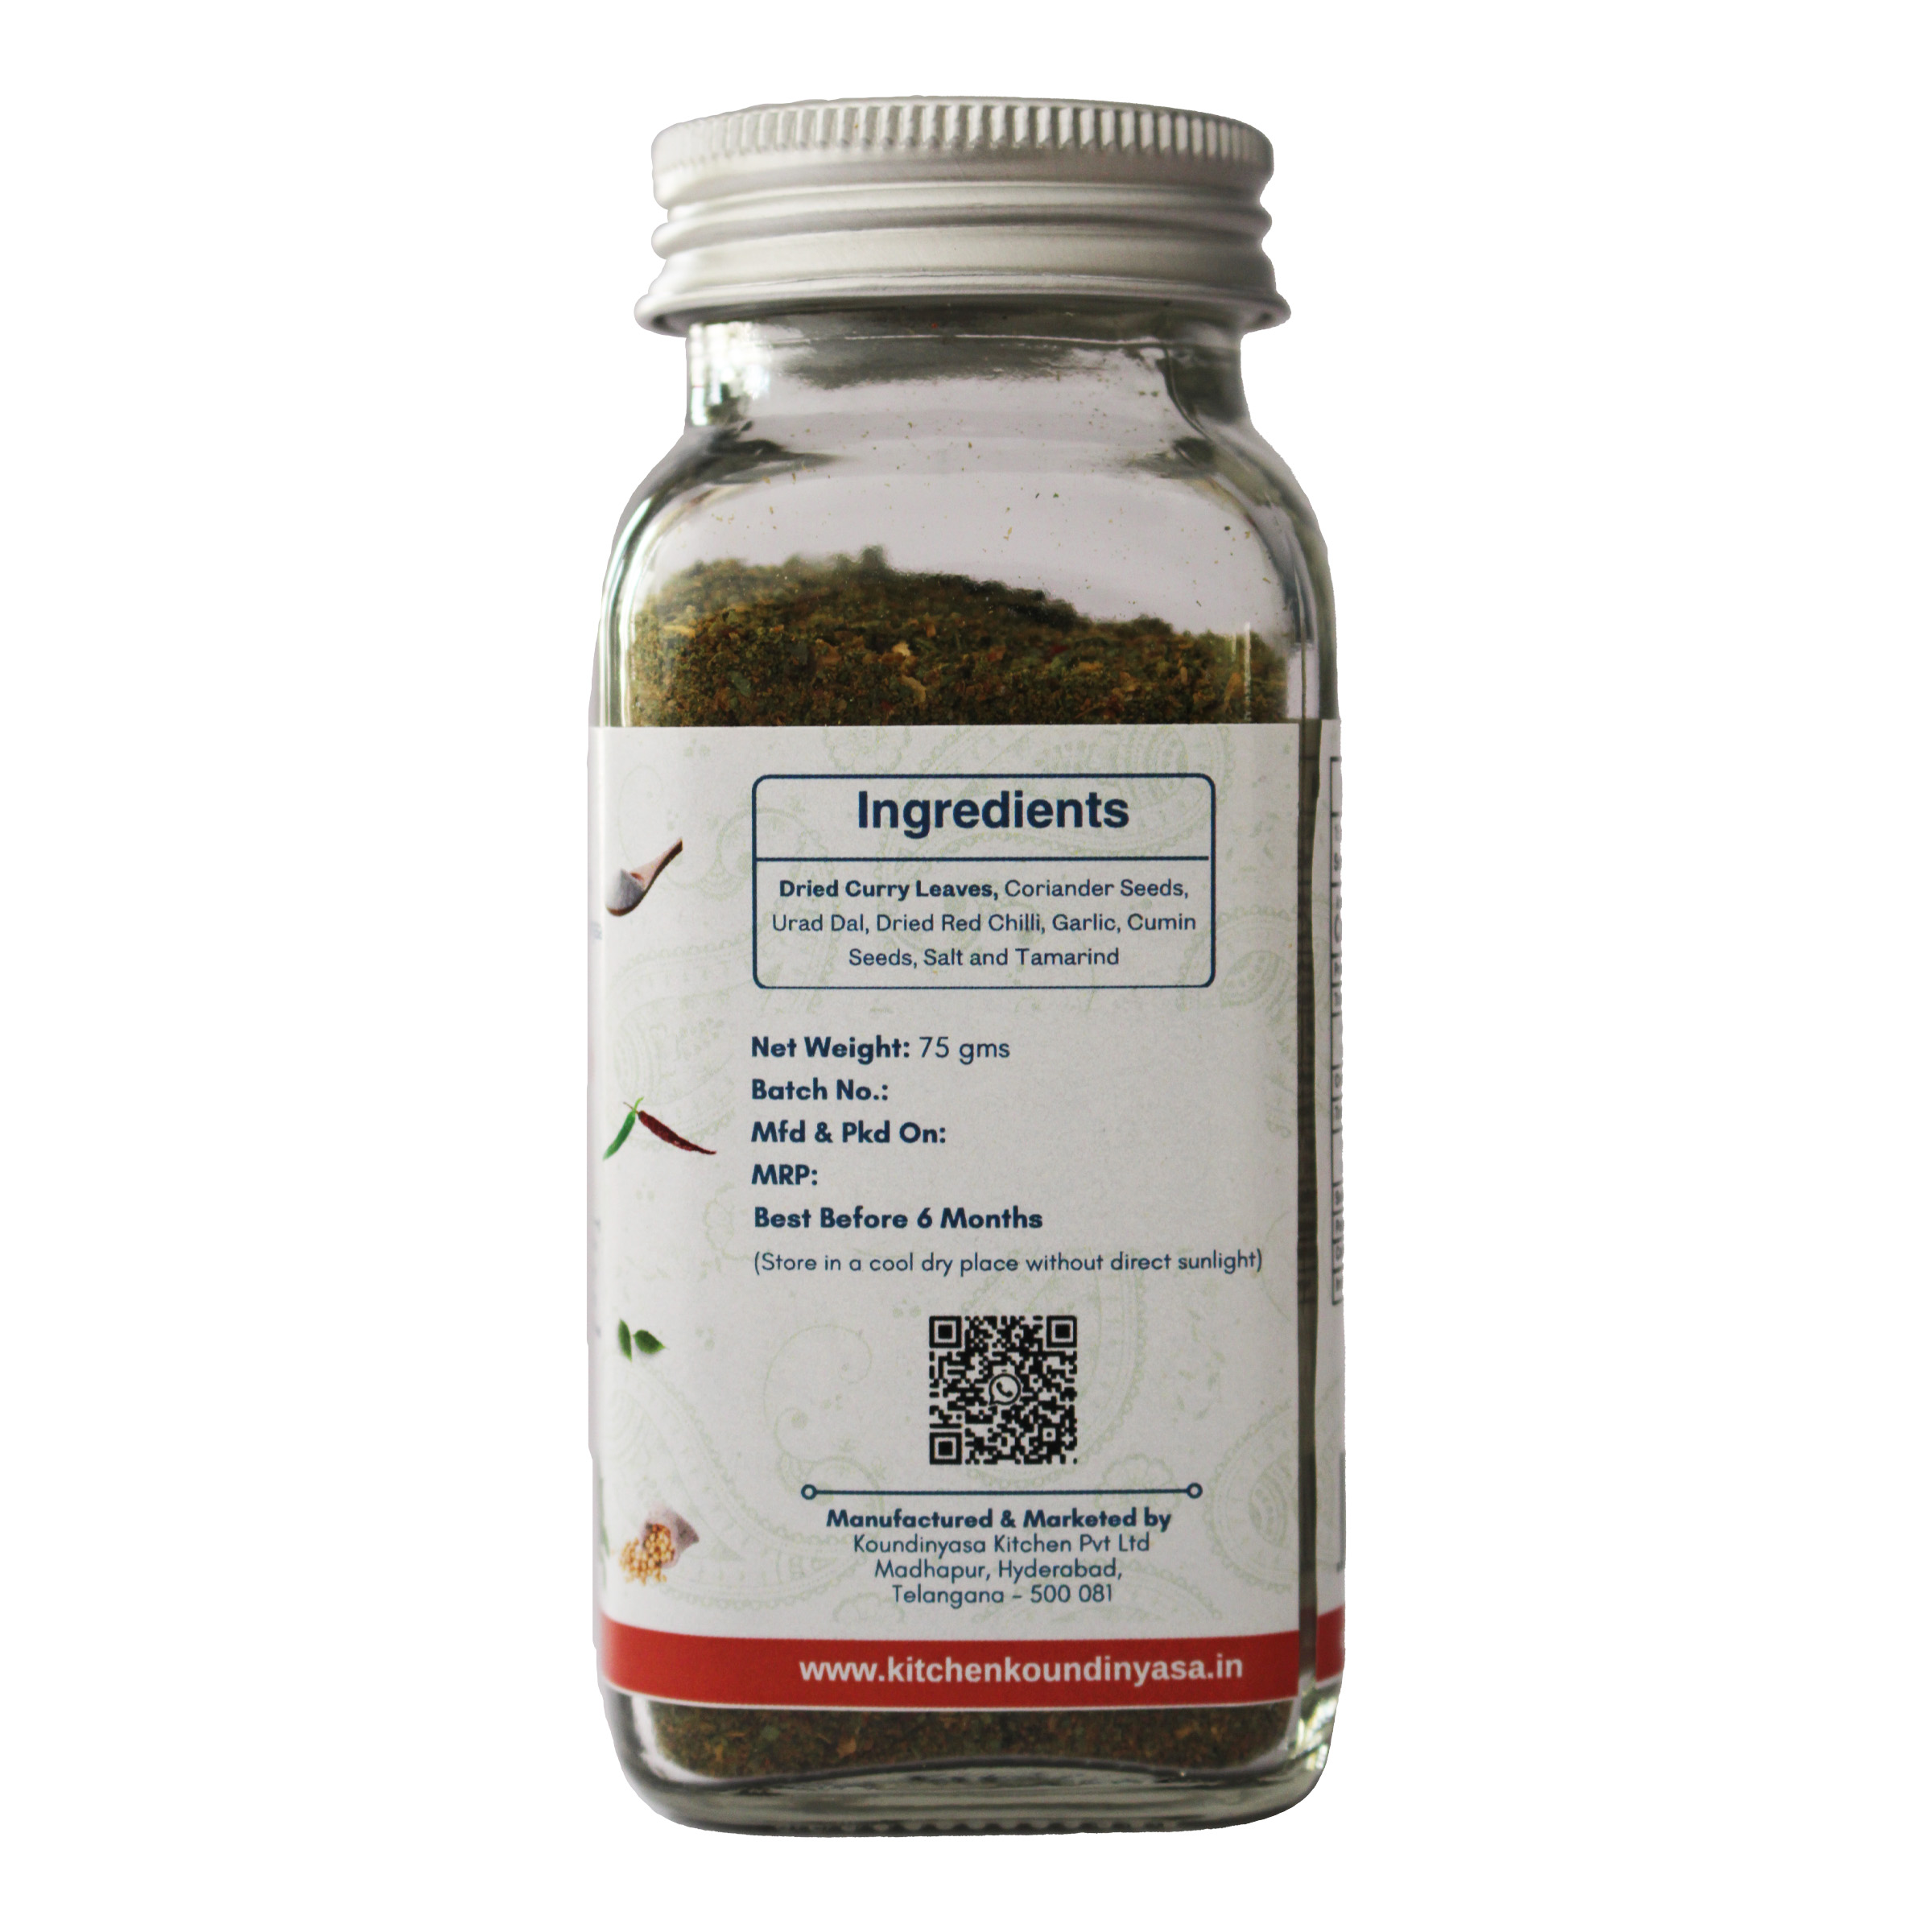 Ingredients
Dried Curry Leaves, Coriander Seeds,
Urad Dal, Dried Red Chilli, Garlic, Cumin
Seeds, Salt and Tamarind
Net Weight: 75 gms
Batch No.:
Mfd & Pkd On:
MRP:
Best Before 6 Months
(Store in a cool dry place without direct sunlight)
Manufactured & Marketed by
Koundinyasa Kitchen Pvt Ltd
Madhapur, Hyderabad,
Telangana - 500 081
www.kitchenkoundinyasa.in